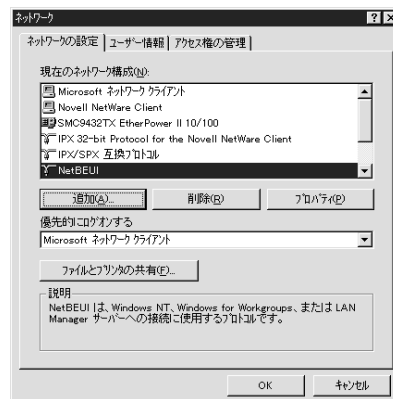 ネットワーク
ネットワークの設定 ユーザー情報 アクセス権の管理
現在のネットワーク構成(N):
Microsoft ネットワーク クライアント
Novell NetWare Client
SMC9432TX EtherPower II 10/100
IPX 32-bit Protocol for the Novell NetWare Client
IPX/SPX 互換プロトコル
NetBEUI
追加(A)... 削除(R) プロパティ(P)
優先的にログオンする
Microsoft ネットワーク クライアント
ファイルとプリンタの共有(F)...
説明
NetBEUI は、Windows NT、Windows for Workgroups、または LAN
Manager サーバーへの接続に使用するプロトコルです。
OK キャンセル